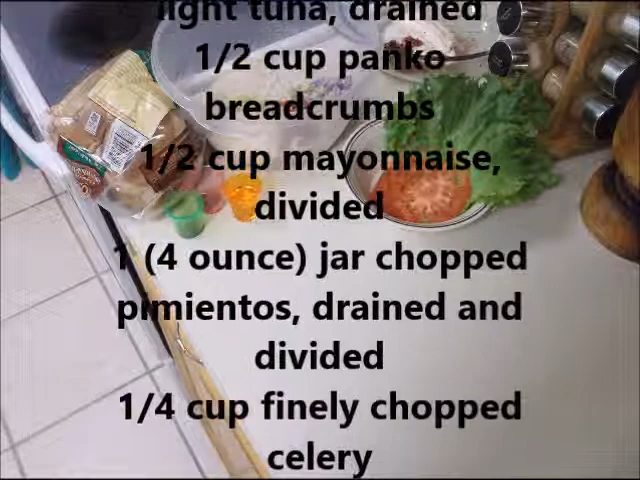 light tuna, drained
1/2 cup panko
breadcrumbs
1/2 cup mayonnaise,
divided
1 (4 ounce) jar chopped
pimientos, drained and
divided
1/4 cup finely chopped
celery